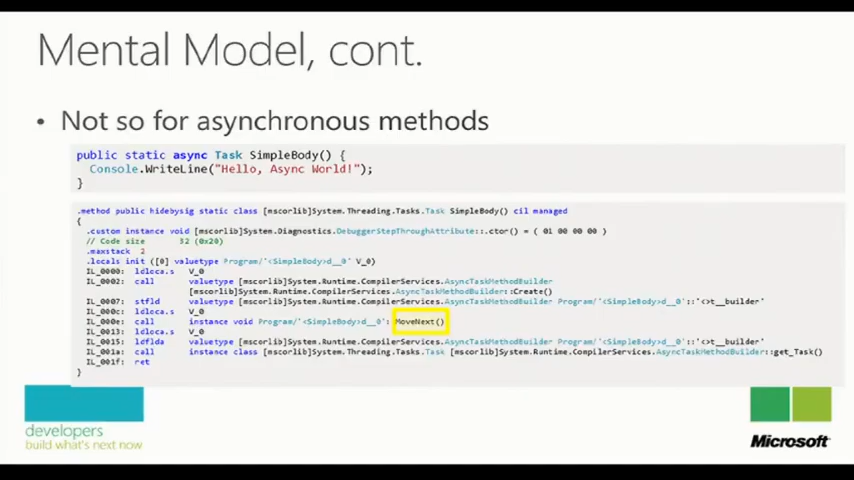 Mental Model, cont.
• Not so for asynchronous methods
public static async Task SimpleBody() {
Console.WriteLine("Hello, Async World!");
}
.method public hidebysig static class [mscorlib]System.Threading.Tasks.Task SimpleBody() cil managed
{
.custom instance void [mscorlib]System.Diagnostics.DebuggerStepThroughAttribute::.ctor() = ( 01 00 00 00 )
// Code size 32 (0x20)
.maxstack 2
.locals init ([0] valuetype Program/'<SimpleBody>d__0' V_0)
IL_0000: ldloca.s V_0
IL_0002: call valuetype [mscorlib]System.Runtime.CompilerServices.AsyncTaskMethodBuilder
[mscorlib]System.Runtime.CompilerServices.AsyncTaskMethodBuilder::Create()
IL_0007: stfld valuetype [mscorlib]System.Runtime.CompilerServices.AsyncTaskMethodBuilder Program/'<SimpleBody>d__0'::'<>t__builder'
IL_000c: ldloca.s V_0
IL_000e: call instance void Program/'<SimpleBody>d__0': MoveNext()
IL_0013: ldloca.s V_0
IL_0015: ldflda valuetype [mscorlib]System.Runtime.CompilerServices.AsyncTaskMethodBuilder Program/'<SimpleBody>d__0'::'<>t__builder'
IL_001a: call instance class [mscorlib]System.Threading.Tasks.Task [mscorlib]System.Runtime.CompilerServices.AsyncTaskMethodBuilder::get_Task()
IL_001f: ret
}
developers
build what's next now
Microsoft